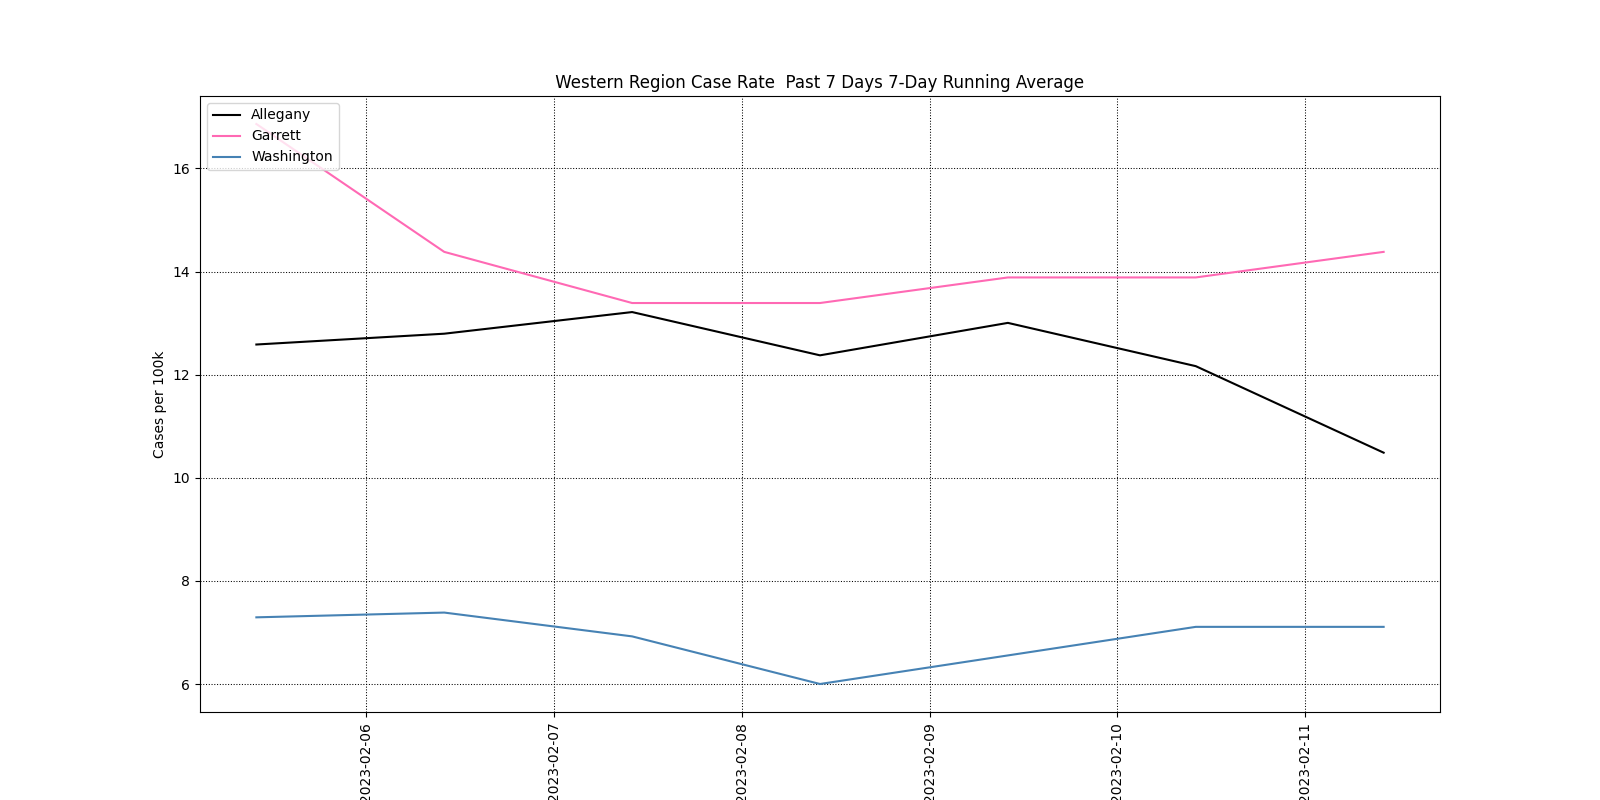 Western Region Case Rate  Past 7 Days 7-Day Running Average
Allegany
Garrett
Washington
Cases per 100k
16
14
12
10
8
6
2023-02-06
2023-02-07
2023-02-08
2023-02-09
2023-02-10
2023-02-11